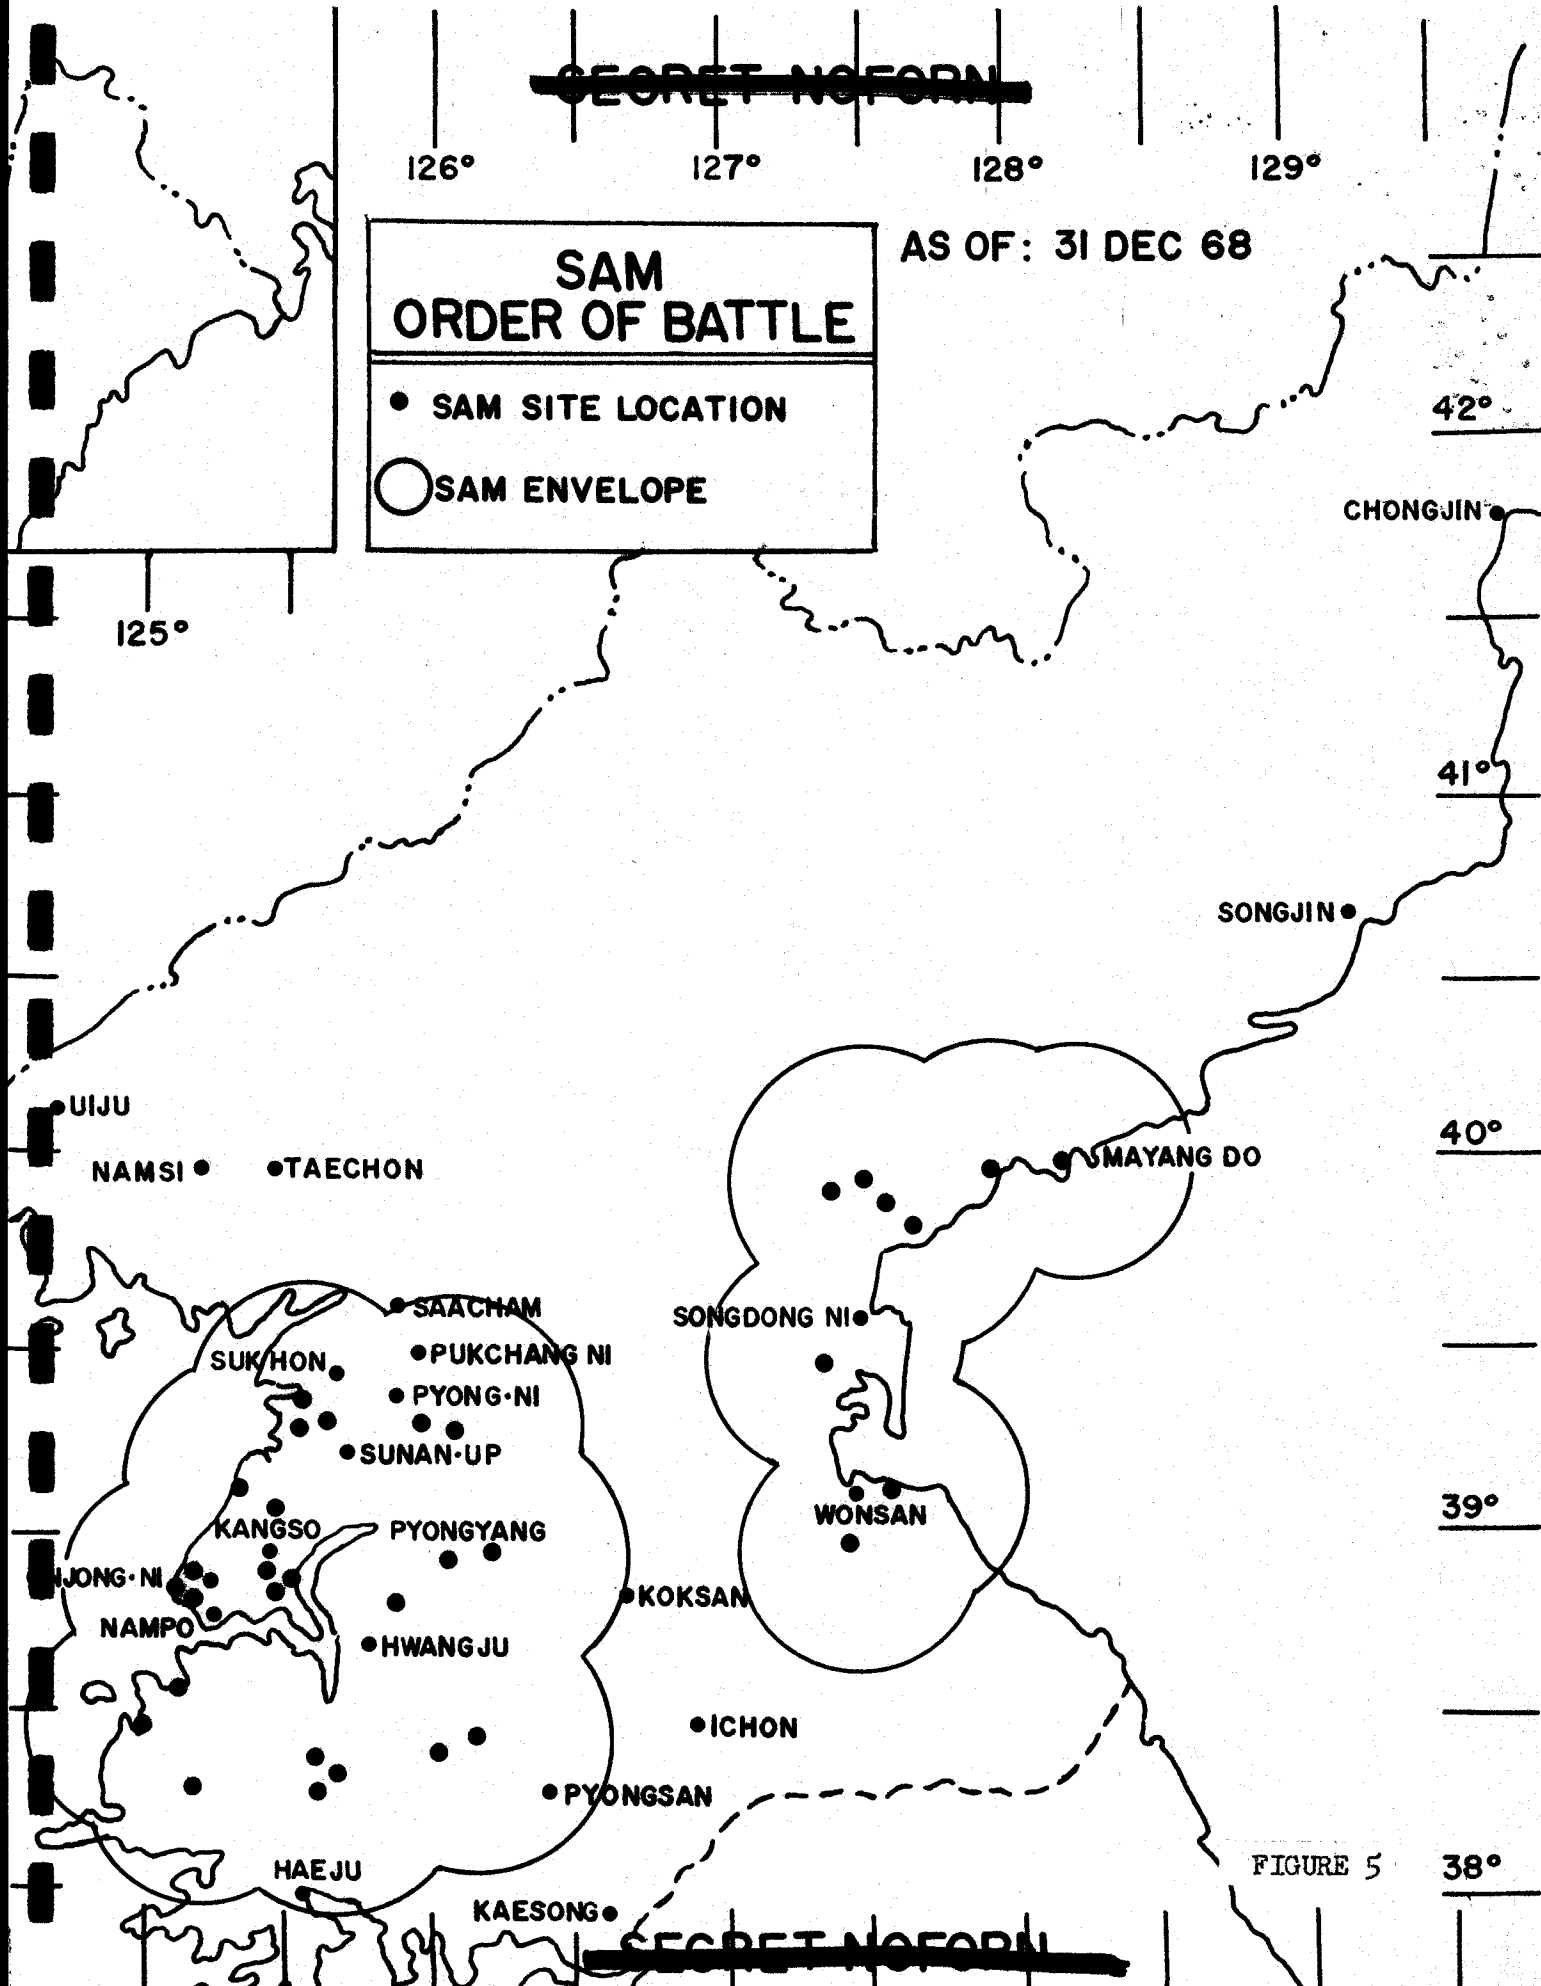 SECRET NOFORN
126° 127° 128° 129°
AS OF: 31 DEC 68
SAM
ORDER OF BATTLE
SAM SITE LOCATION
SAM ENVELOPE
42°
CHONGJIN
125°
41°
SONGJIN
UIJU
40°
NAMSI TAECHON
MAYANG DO
SAACHAM
SONGDONG NI
SUKHON
PUKCHANG NI
PYONG-NI
SUNAN-UP
39°
WONSAN
KANGSO PYONGYANG
KOKSAN
NAMPO
HWANGJU
ICHON
PYONGSAN
FIGURE 5
38°
HAEJU
KAESONG
SECRET NOFORN